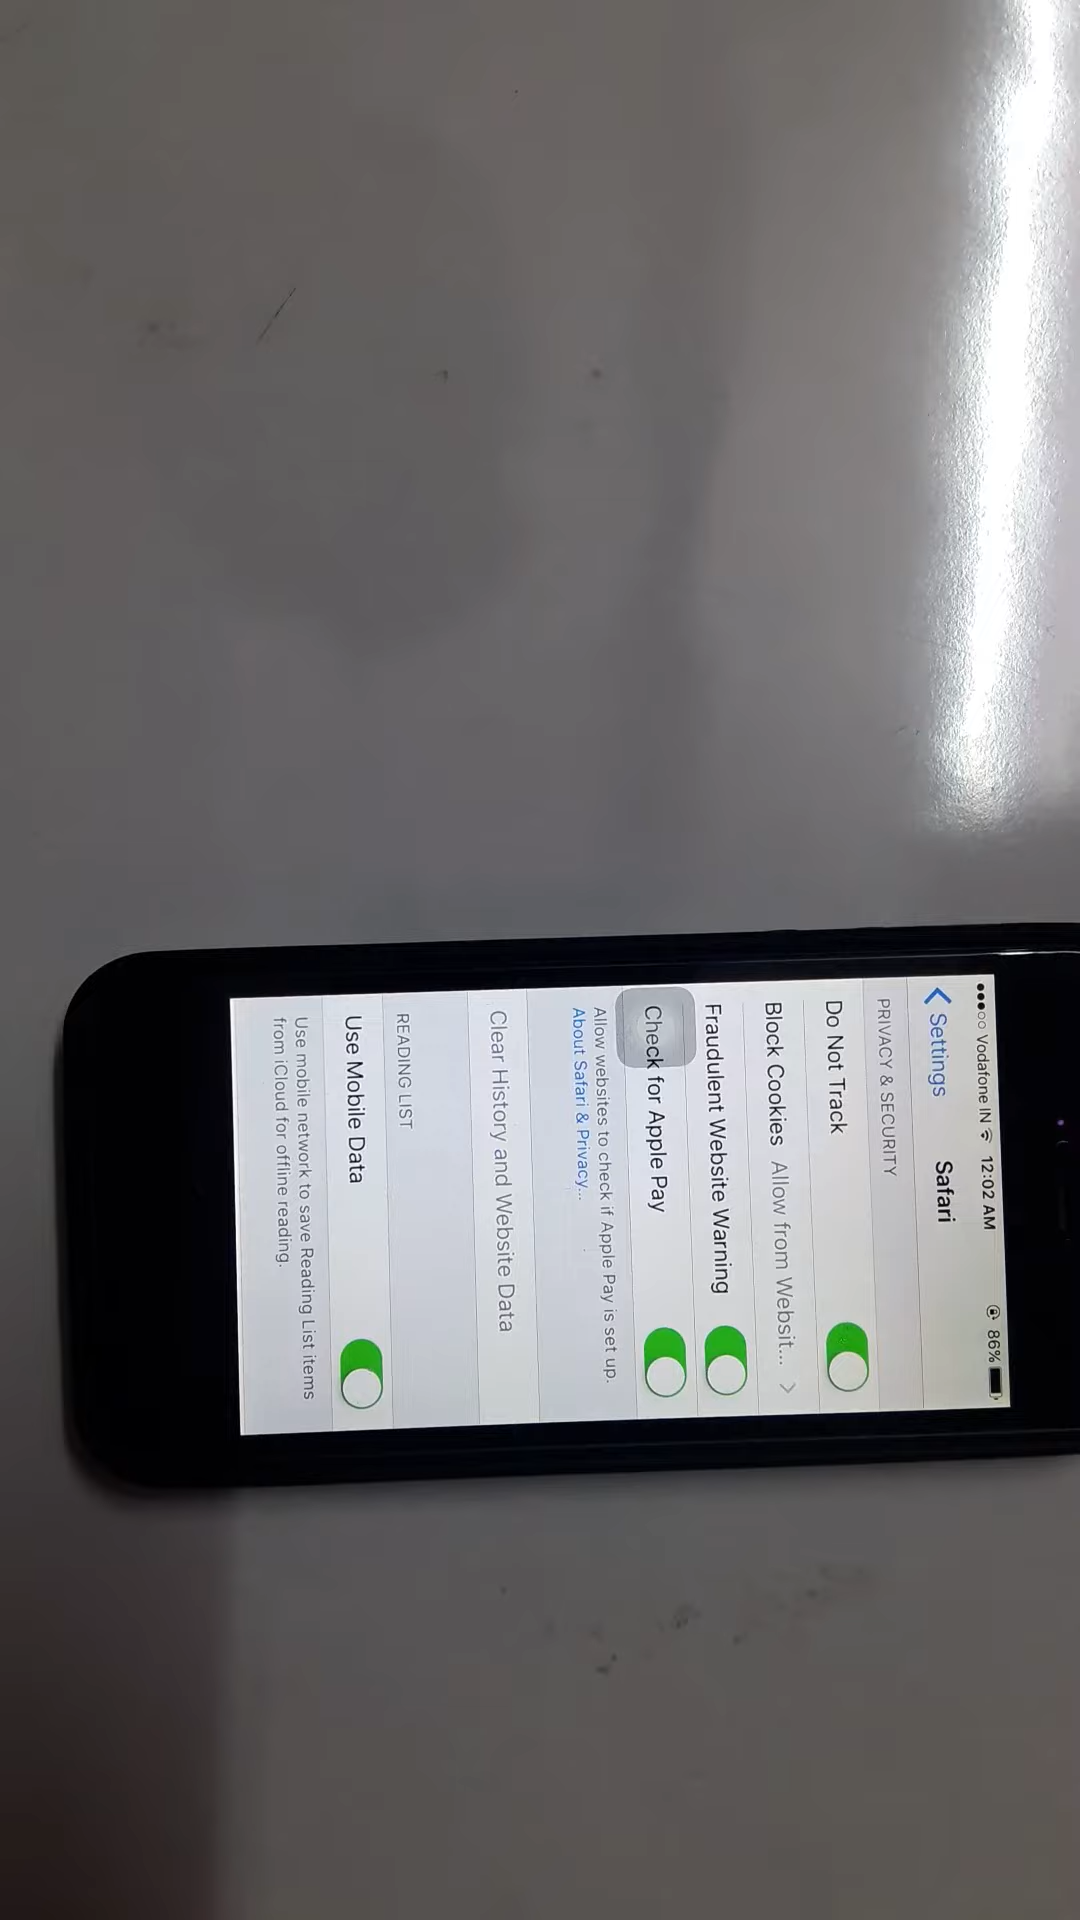 Vodafone IN 12:02 AM 86%
Settings Safari
PRIVACY & SECURITY
Do Not Track
Block Cookies Allow from Websit...
Fraudulent Website Warning
Check for Apple Pay
Allow websites to check if Apple Pay is set up.
About Safari & Privacy...
Clear History and Website Data
READING LIST
Use Mobile Data
Use mobile network to save Reading List items
from iCloud for offline reading.